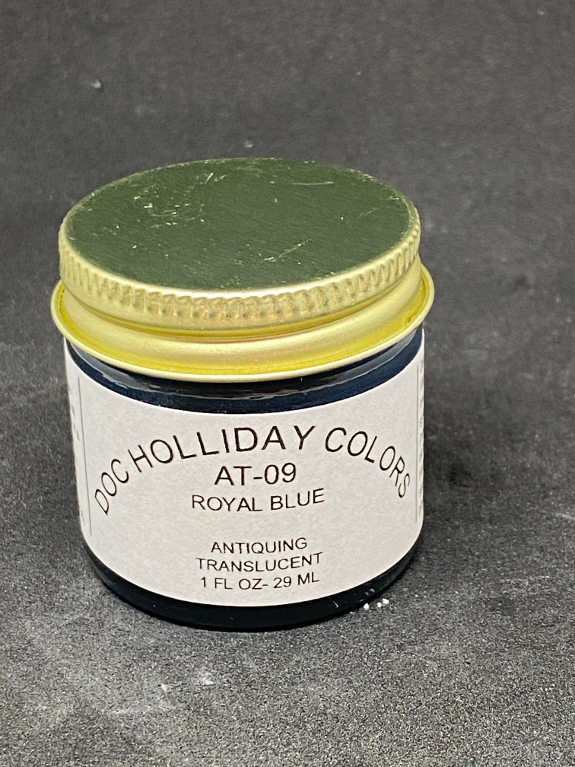 DOC HOLLIDAY COLORS
AT-09
ROYAL BLUE
ANTIQUING
TRANSLUCENT
1 FL OZ- 29 ML